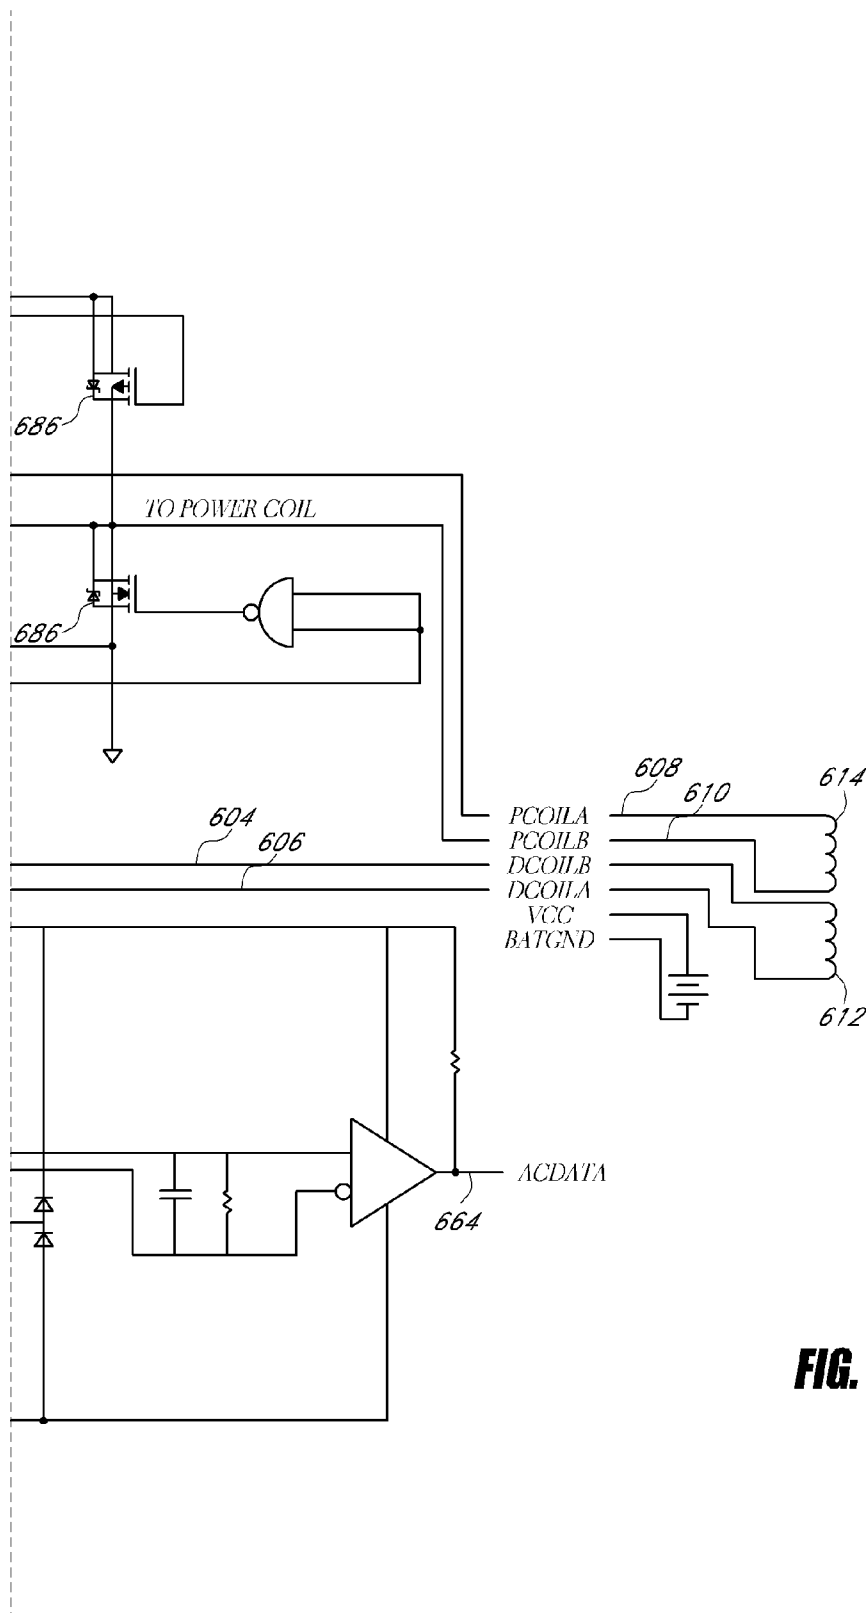 686
TO POWER COIL
686
608
614
610
PCOILA
604
PCOILB
606
DCOILB
DCOILA
VCC
BATGND
612
ACDATA
664
FIG.